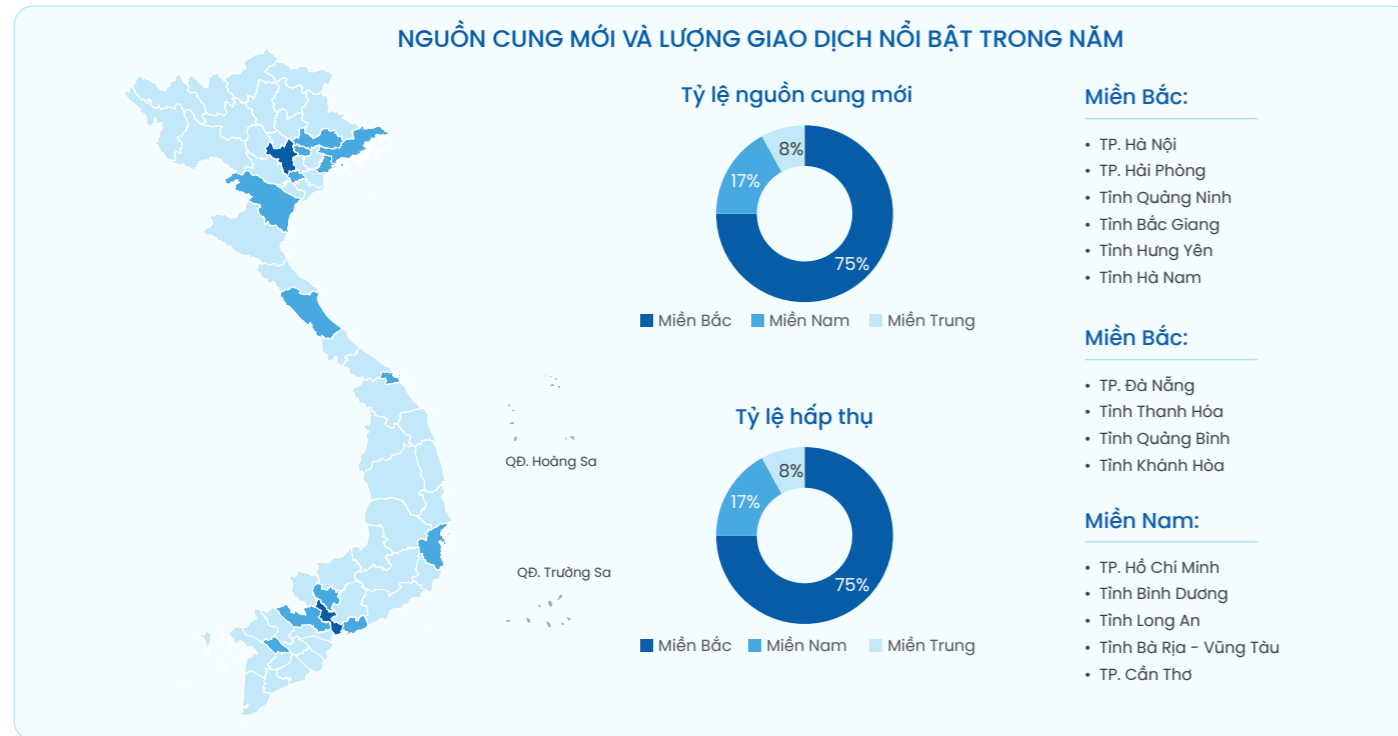 NGUỒN CUNG MỚI VÀ LƯỢNG GIAO DỊCH NỔI BẬT TRONG NĂM
Tỷ lệ nguồn cung mới
8%
17%
75%
Miền Bắc Miền Nam Miền Trung
Tỷ lệ hấp thụ
8%
17%
75%
Miền Bắc Miền Nam Miền Trung
QĐ. Hoàng Sa
QĐ. Trường Sa
Miền Bắc:
• TP. Hà Nội
• TP. Hải Phòng
• Tỉnh Quảng Ninh
• Tỉnh Bắc Giang
• Tỉnh Hưng Yên
• Tỉnh Hà Nam
Miền Bắc:
• TP. Đà Nẵng
• Tỉnh Thanh Hóa
• Tỉnh Quảng Bình
• Tỉnh Khánh Hòa
Miền Nam:
• TP. Hồ Chí Minh
• Tỉnh Bình Dương
• Tỉnh Long An
• Tỉnh Bà Rịa - Vũng Tàu
• TP. Cần Thơ